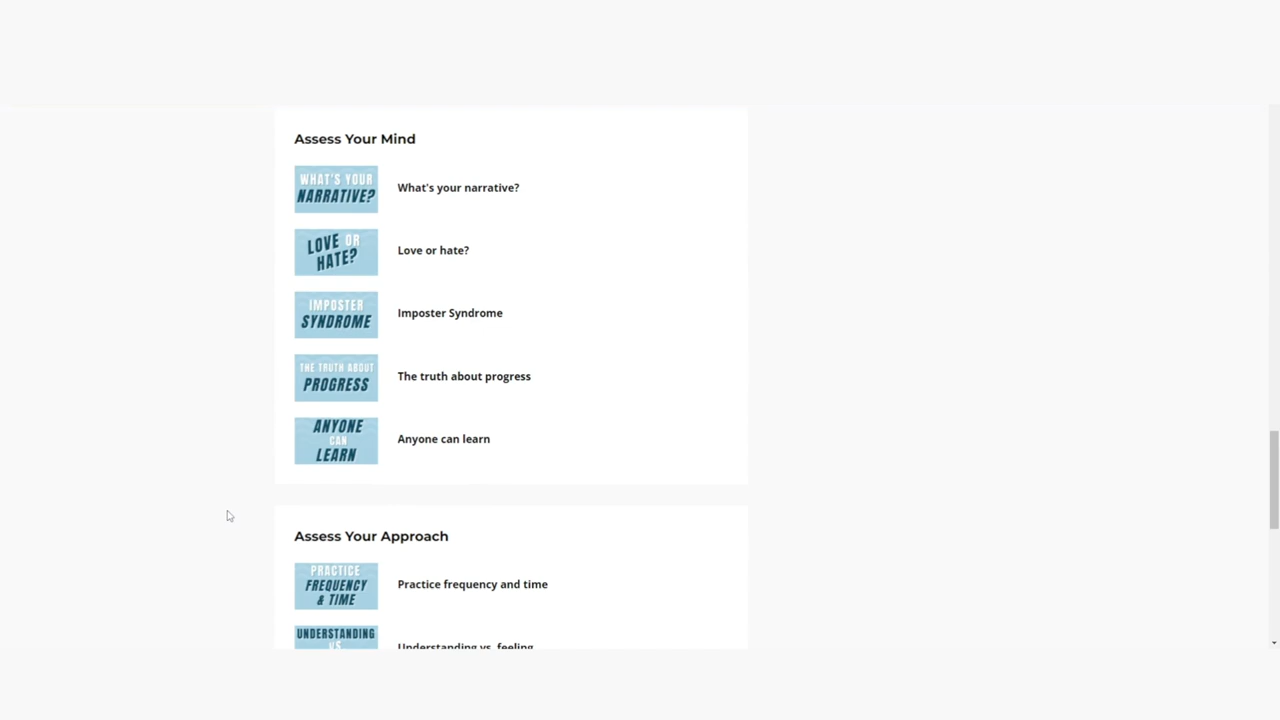 Assess Your Mind
WHAT'S YOUR
NARRATIVE?
What's your narrative?
LOVE OR
HATE?
Love or hate?
IMPOSTER
SYNDROME
Imposter Syndrome
THE TRUTH ABOUT
PROGRESS
The truth about progress
ANYONE
CAN
LEARN
Anyone can learn
Assess Your Approach
PRACTICE
FREQUENCY
& TIME
Practice frequency and time
UNDERSTANDING
VS.
Understanding vs. feeling